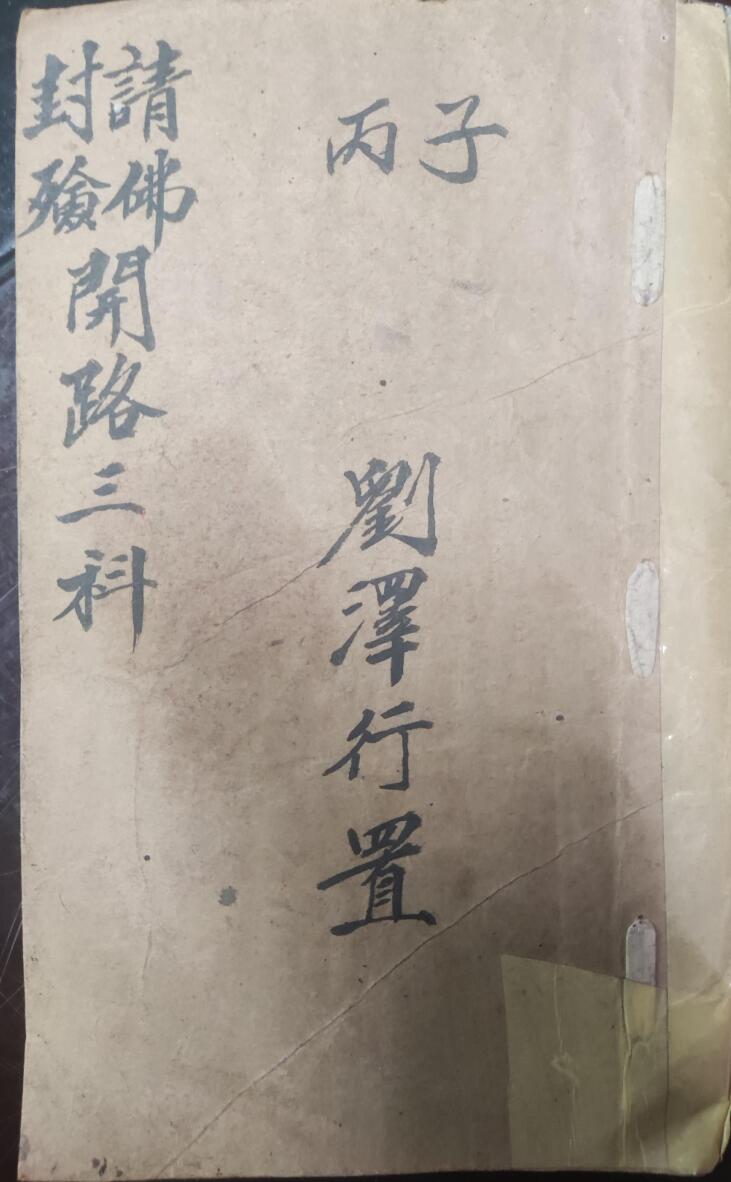 丙子
劉澤行置
請佛
封殮
開路三科